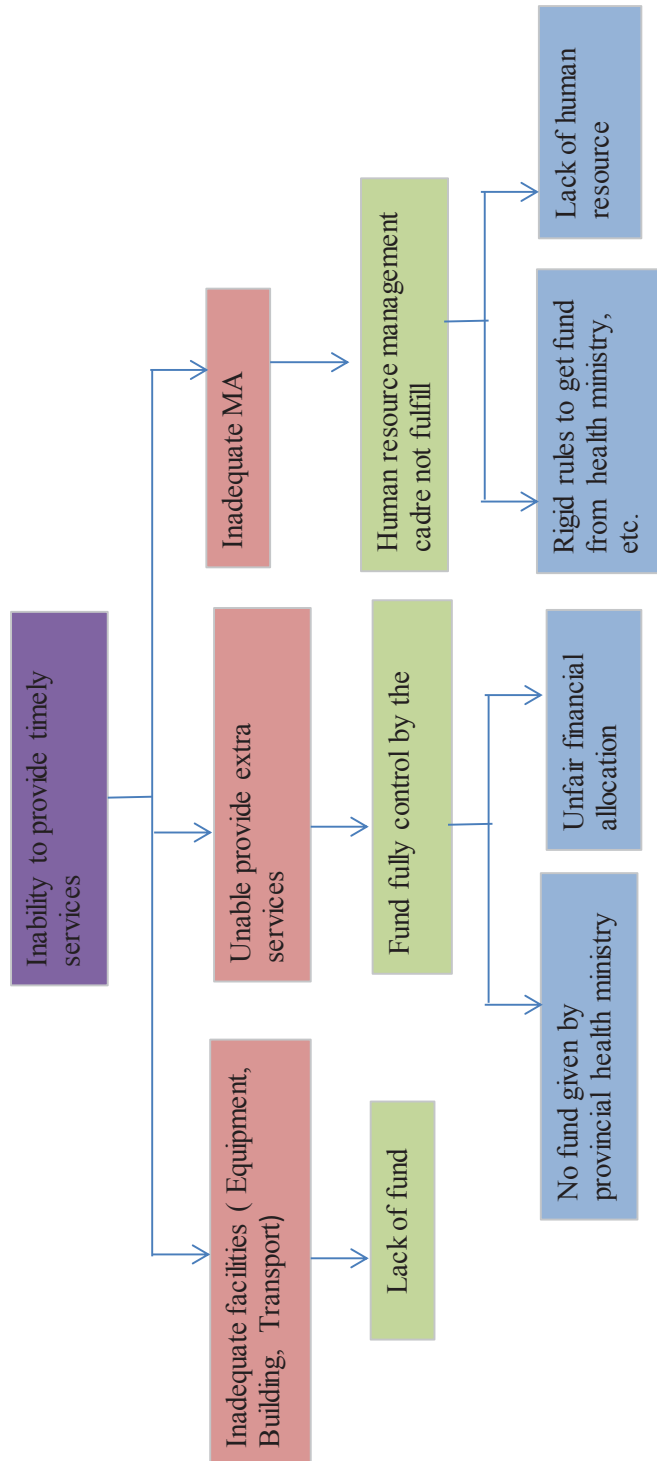 Inability to provide timely
services
Inadequate facilities ( Equipment,
Building, Transport)
Unable provide extra
services
Inadequate MA
Lack of fund
Fund fully control by the
Human resource management
cadre not fulfill
No fund given by
provincial health ministry
Unfair financial
allocation
Rigid rules to get fund
from health ministry,
etc.
Lack of human
resource